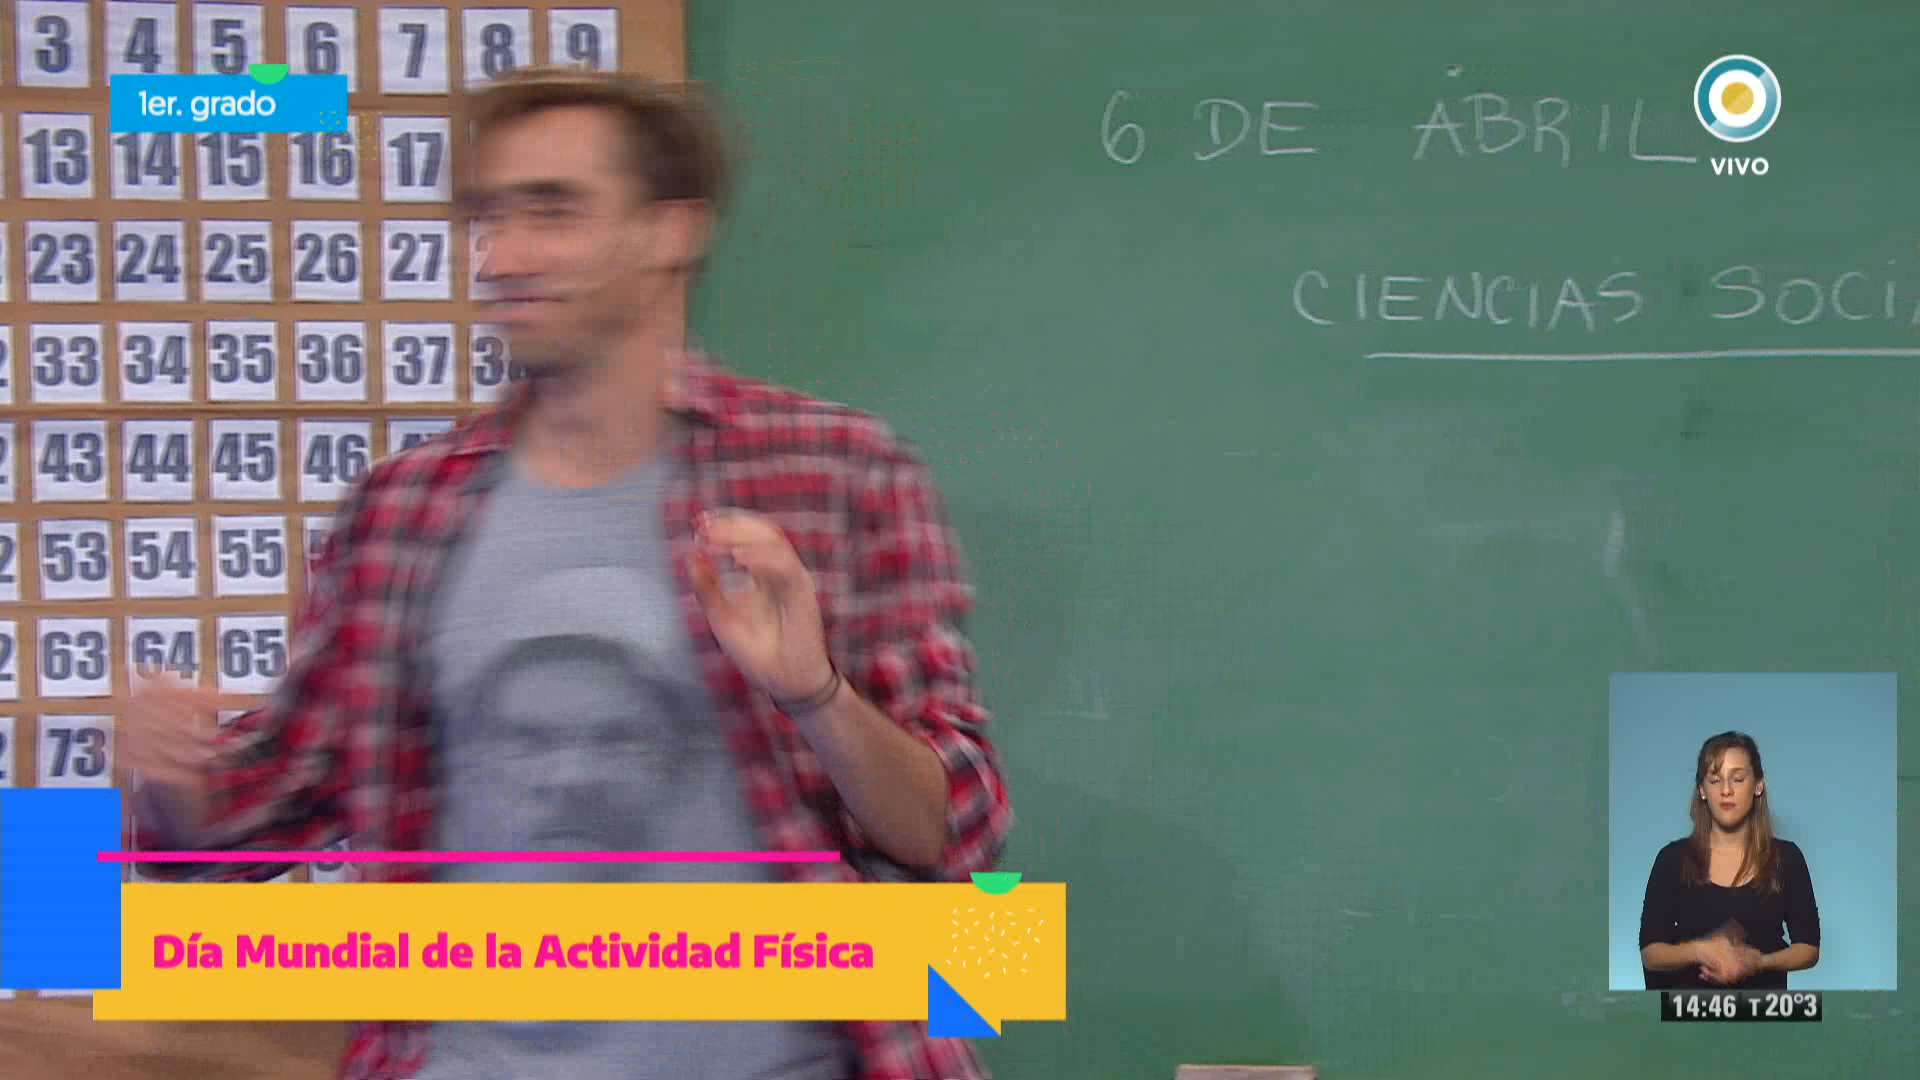 3 4 5 6 7 8 9
1er. grado
13 14 15 16 17
23 24 25 26 27
33 34 35 36 37
43 44 45 46
53 54 55
63 64 65
73
6 DE ABRIL
VIVO
CIENCIAS SOCIA
Día Mundial de la Actividad Física
14:46 T 20°3